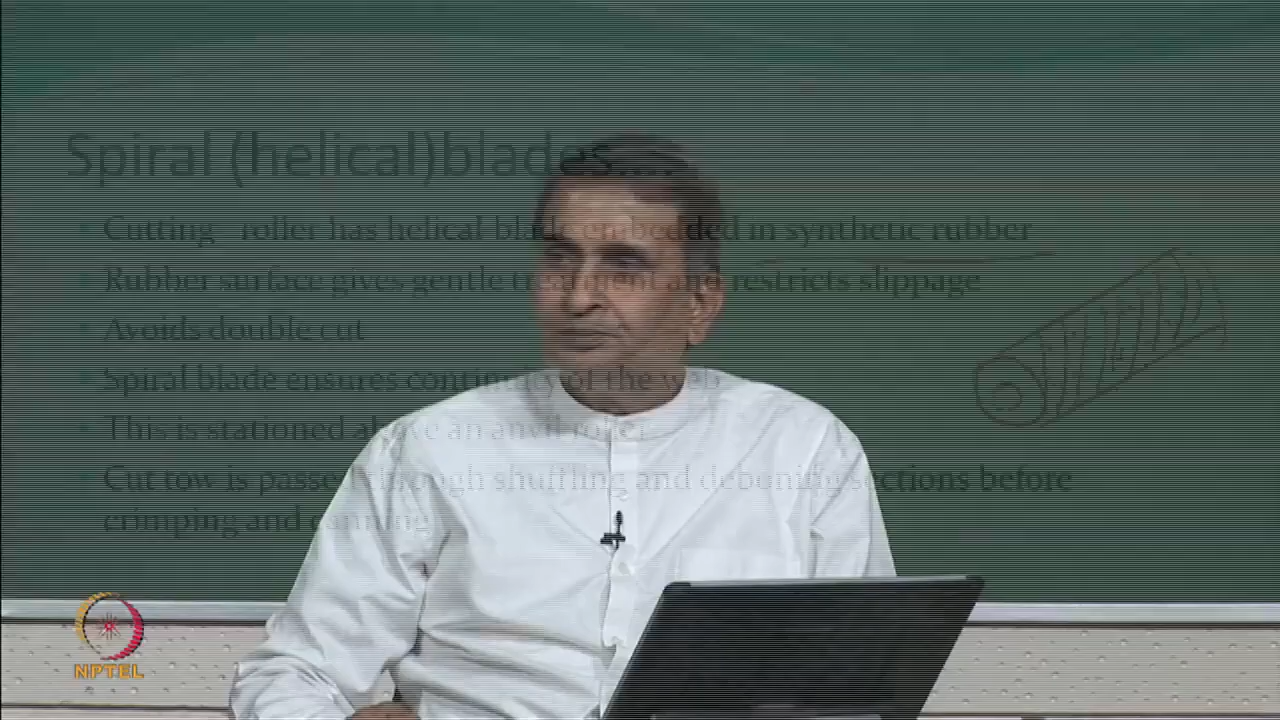 Spiral (helical)blades....
Cutting roller has helical blade embedded in synthetic rubber
Rubber surface gives gentle treatment and restricts slippage
Avoids double cut
Spiral blade ensures continuity of the web
This is stationed above an anvil roller
Cut tow is passed through shuffling and deboning sections before
crimping and canning
NPTEL